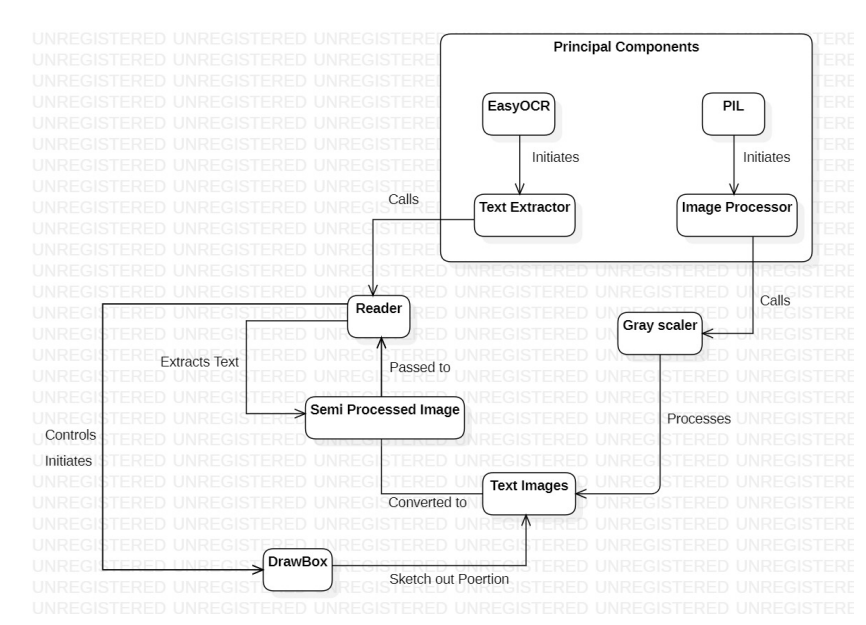 UNREGISTERED
Principal Components
EasyOCR
PIL
Initiates
Initiates
Text Extractor
Image Processor
Calls
Calls
Reader
Gray scaler
Extracts Text
Passed to
Semi Processed Image
Processes
Controls
Initiates
Text Images
Converted to
DrawBox
Sketch out Poertion